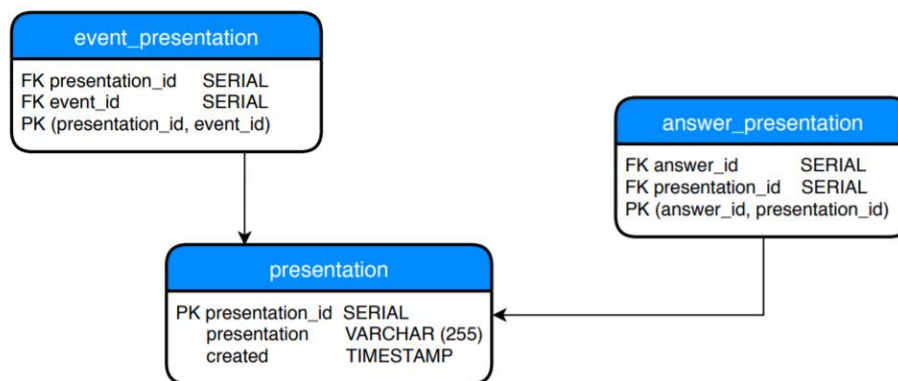 event_presentation
FK presentation_id SERIAL
FK event_id SERIAL
PK (presentation_id, event_id)
answer_presentation
FK answer_id SERIAL
FK presentation_id SERIAL
PK (answer_id, presentation_id)
presentation
PK presentation_id SERIAL
presentation VARCHAR (255)
created TIMESTAMP